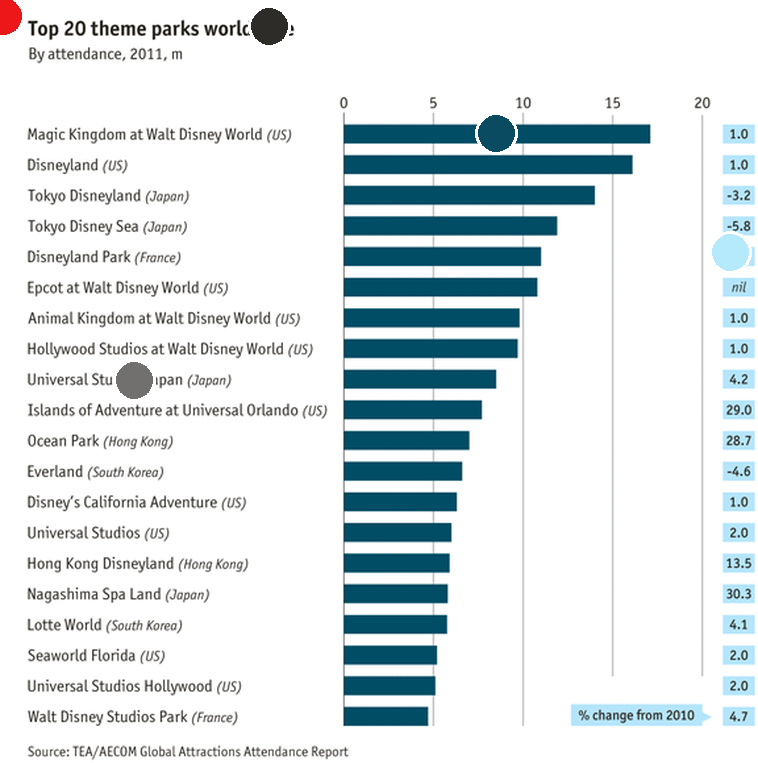 Top 20 theme parks
By attendance, 2011, m
0 5 10 15 20
Magic Kingdom at Walt Disney World (US) 1.0
Disneyland (US) 1.0
Tokyo Disneyland (Japan) -3.2
Tokyo Disney Sea (Japan) -5.8
Disneyland Park (France)
Epcot at Walt Disney World (US) nil
Animal Kingdom at Walt Disney World (US) 1.0
Hollywood Studios at Walt Disney World (US) 1.0
Universal (Japan) 4.2
Islands of Adventure at Universal Orlando (US) 29.0
Ocean Park (Hong Kong) 28.7
Everland (South Korea) -4.6
Disney's California Adventure (US) 1.0
Universal Studios (US) 2.0
Hong Kong Disneyland (Hong Kong) 13.5
Nagashima Spa Land (Japan) 30.3
Lotte World (South Korea) 4.1
Seaworld Florida (US) 2.0
Universal Studios Hollywood (US) 2.0
Walt Disney Studios Park (France) % change from 2010 4.7
Source: TEA/AECOM Global Attractions Attendance Report